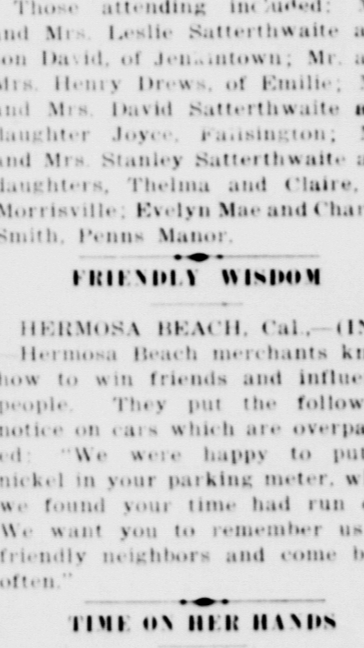 Those attending included:
and Mrs. Leslie Satterthwaite a
son David, of Jenkintown; Mr. a
Mrs. Henry Drews, of Emilie;
and Mrs. David Satterthwaite
daughter Joyce, Fallsington;
and Mrs. Stanley Satterthwaite a
daughters, Thelma and Claire,
Morrisville; Evelyn Mae and Char
Smith, Penns Manor.
FRIENDLY WISDOM
HERMOSA BEACH, Cal.,—(IN
Hermosa Beach merchants kn
how to win friends and influe
people. They put the follow
notice on cars which are overpa
ed: "We were happy to put
nickel in your parking meter, w
we found your time had run
We want you to remember us
friendly neighbors and come b
often."
TIME ON HER HANDS